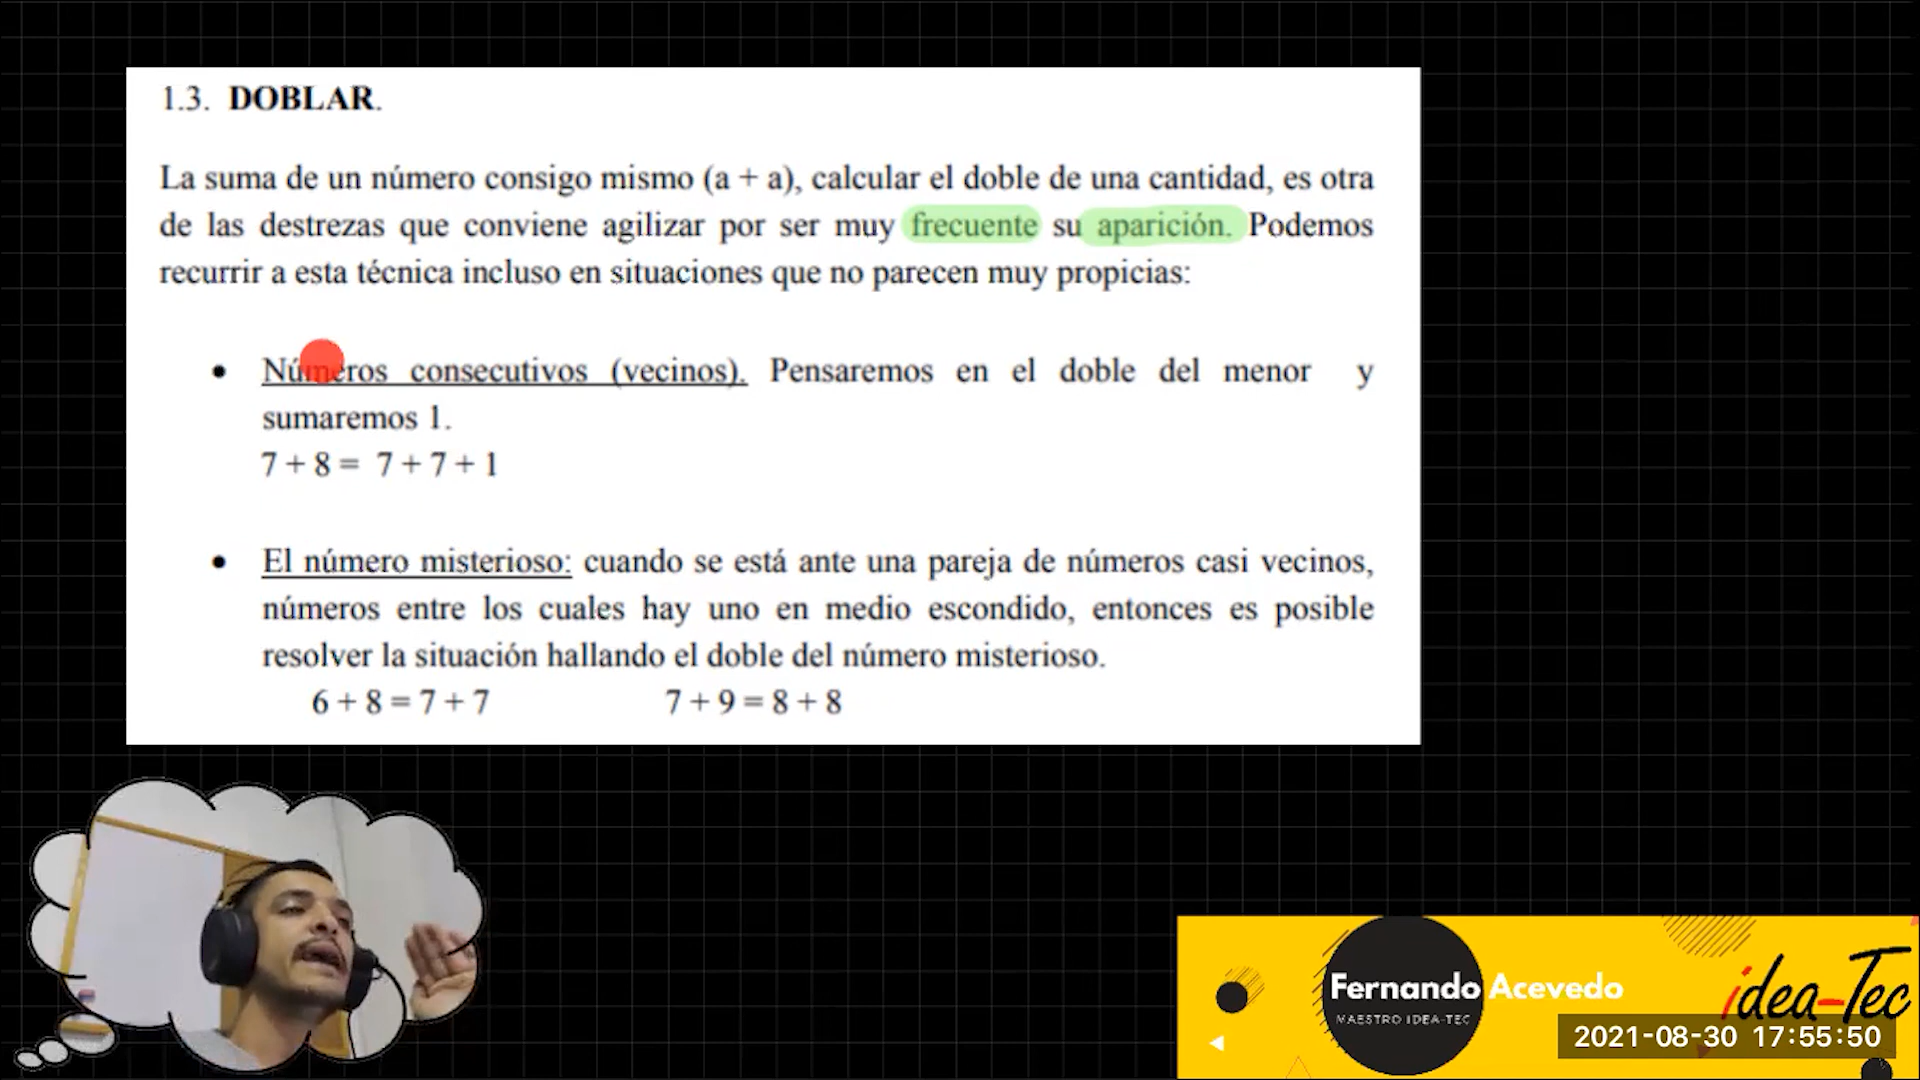 1.3. DOBLAR.
La suma de un número consigo mismo (a + a), calcular el doble de una cantidad, es otra
de las destrezas que conviene agilizar por ser muy frecuente su aparición. Podemos
recurrir a esta técnica incluso en situaciones que no parecen muy propicias:
• Números consecutivos (vecinos). Pensaremos en el doble del menor y
sumaremos 1.
7 + 8 = 7 + 7 + 1
• El número misterioso: cuando se está ante una pareja de números casi vecinos,
números entre los cuales hay uno en medio escondido, entonces es posible
resolver la situación hallando el doble del número misterioso.
6 + 8 = 7 + 7 7 + 9 = 8 + 8
Fernando Acevedo
MAESTRO IDEA-TEC
idea-Tec
2021-08-30 17:55:50